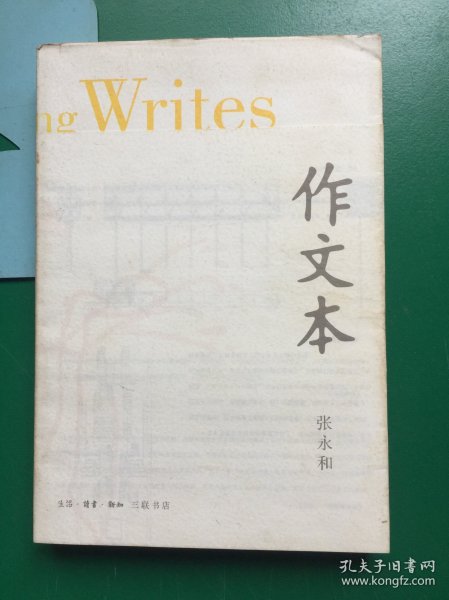 ng Writes
作文本
张永和
生活·讀書·新知 三联书店
孔夫子旧书网
www.kongfz.com